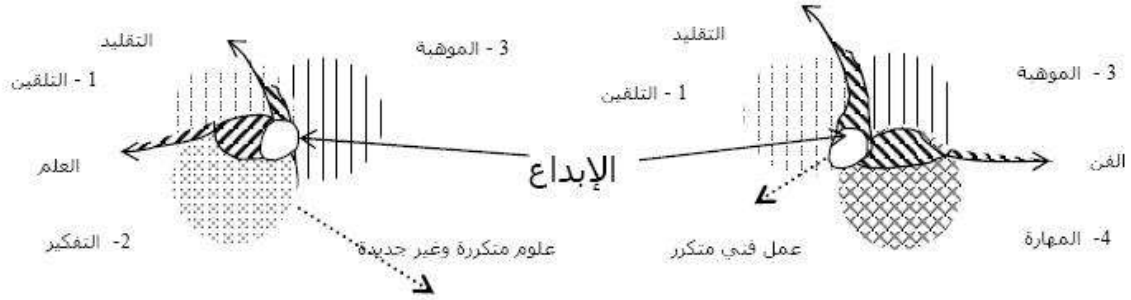 التقليد
3 - الموهبة
1 - التلقين
التقليد
3 - الموهبة
1 - التلقين
الفن
الإبداع
العلم
4- المهارة
عمل فني متكرر
علوم متكررة وغير جديدة
2- التفكير